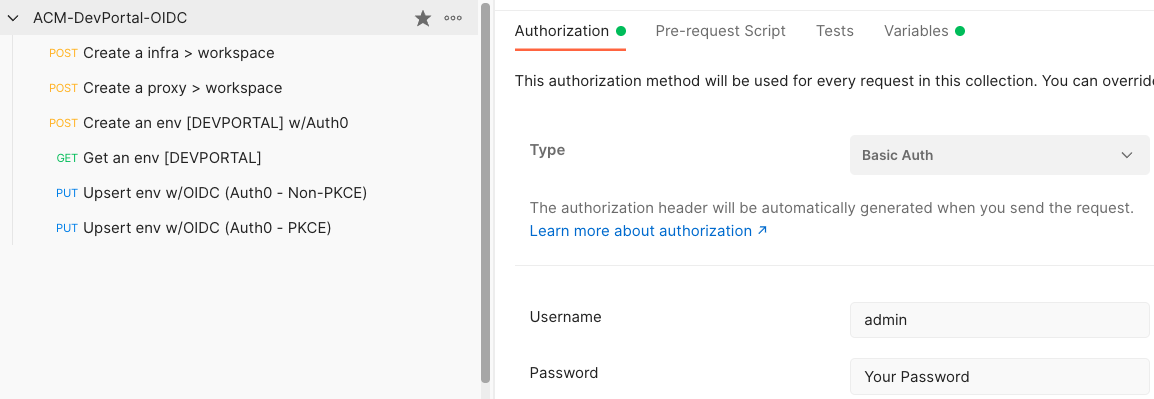 ACM-DevPortal-OIDC
POST Create a infra > workspace
POST Create a proxy > workspace
POST Create an env [DEVPORTAL] w/Auth0
GET Get an env [DEVPORTAL]
PUT Upsert env w/OIDC (Auth0 - Non-PKCE)
PUT Upsert env w/OIDC (Auth0 - PKCE)
Authorization Pre-request Script Tests Variables
This authorization method will be used for every request in this collection. You can override
Type Basic Auth
The authorization header will be automatically generated when you send the request.
Learn more about authorization ↗
Username admin
Password Your Password